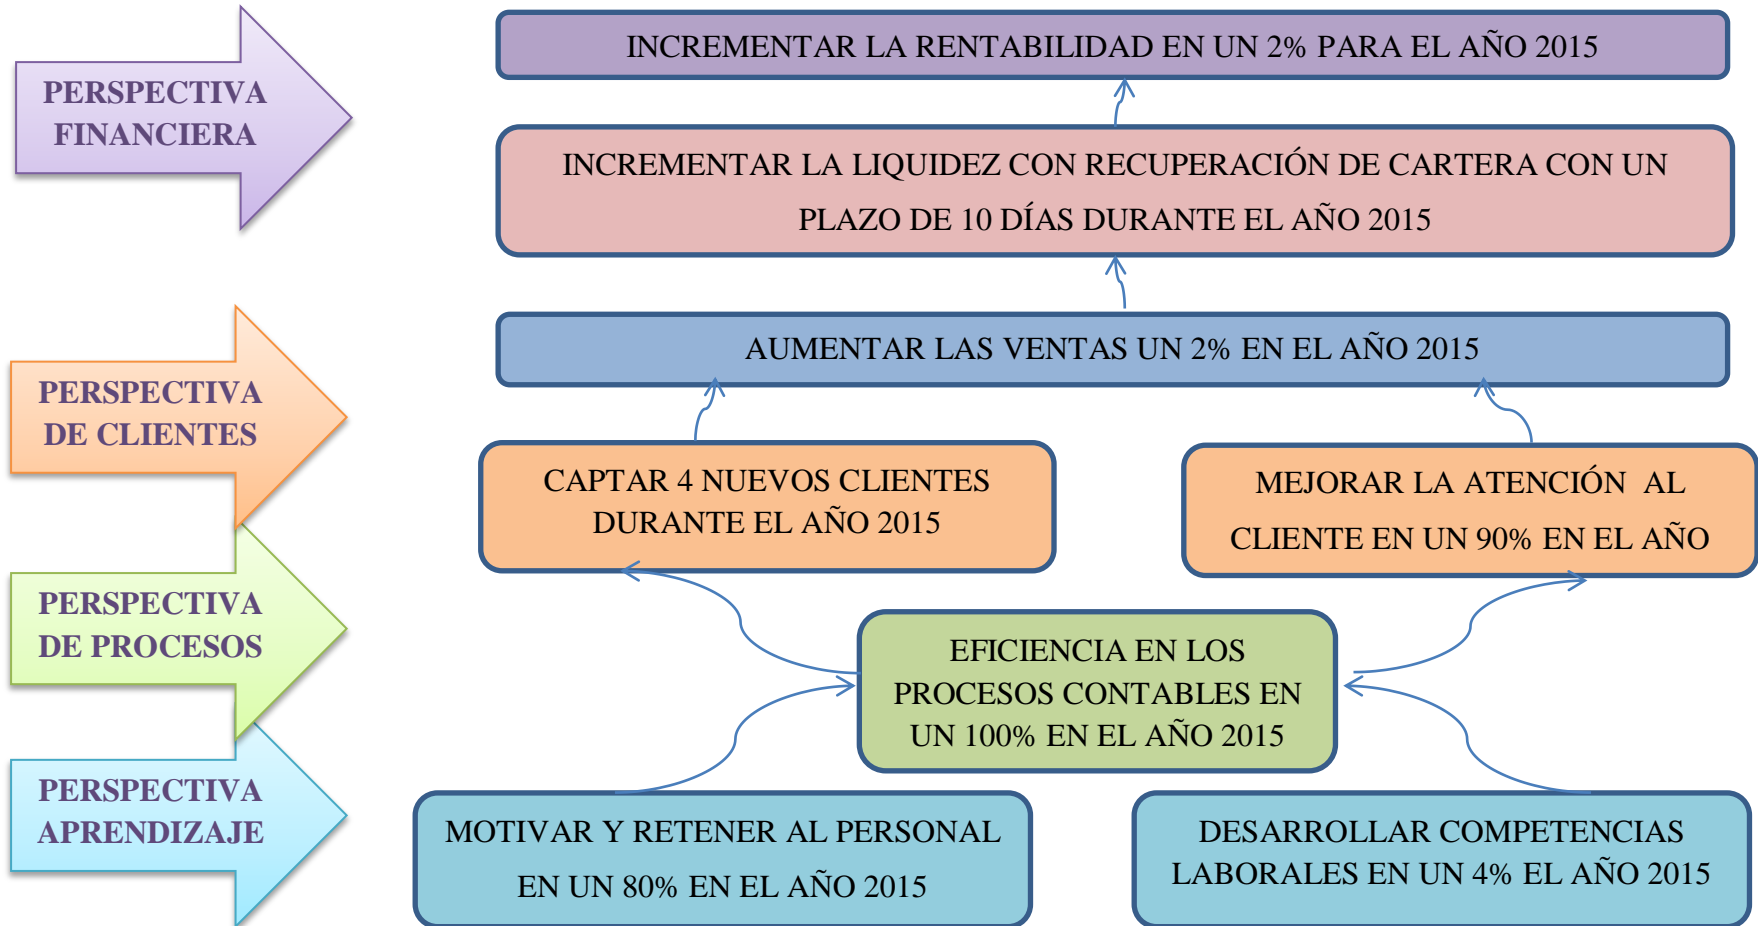 PERSPECTIVA
FINANCIERA
INCREMENTAR LA RENTABILIDAD EN UN 2% PARA EL AÑO 2015
INCREMENTAR LA LIQUIDEZ CON RECUPERACIÓN DE CARTERA CON UN
PLAZO DE 10 DÍAS DURANTE EL AÑO 2015
AUMENTAR LAS VENTAS UN 2% EN EL AÑO 2015
PERSPECTIVA
DE CLIENTES
CAPTAR 4 NUEVOS CLIENTES
DURANTE EL AÑO 2015
MEJORAR LA ATENCIÓN AL
CLIENTE EN UN 90% EN EL AÑO
PERSPECTIVA
DE PROCESOS
EFICIENCIA EN LOS
PROCESOS CONTABLES EN
UN 100% EN EL AÑO 2015
PERSPECTIVA
APRENDIZAJE
MOTIVAR Y RETENER AL PERSONAL
EN UN 80% EN EL AÑO 2015
DESARROLLAR COMPETENCIAS
LABORALES EN UN 4% EL AÑO 2015